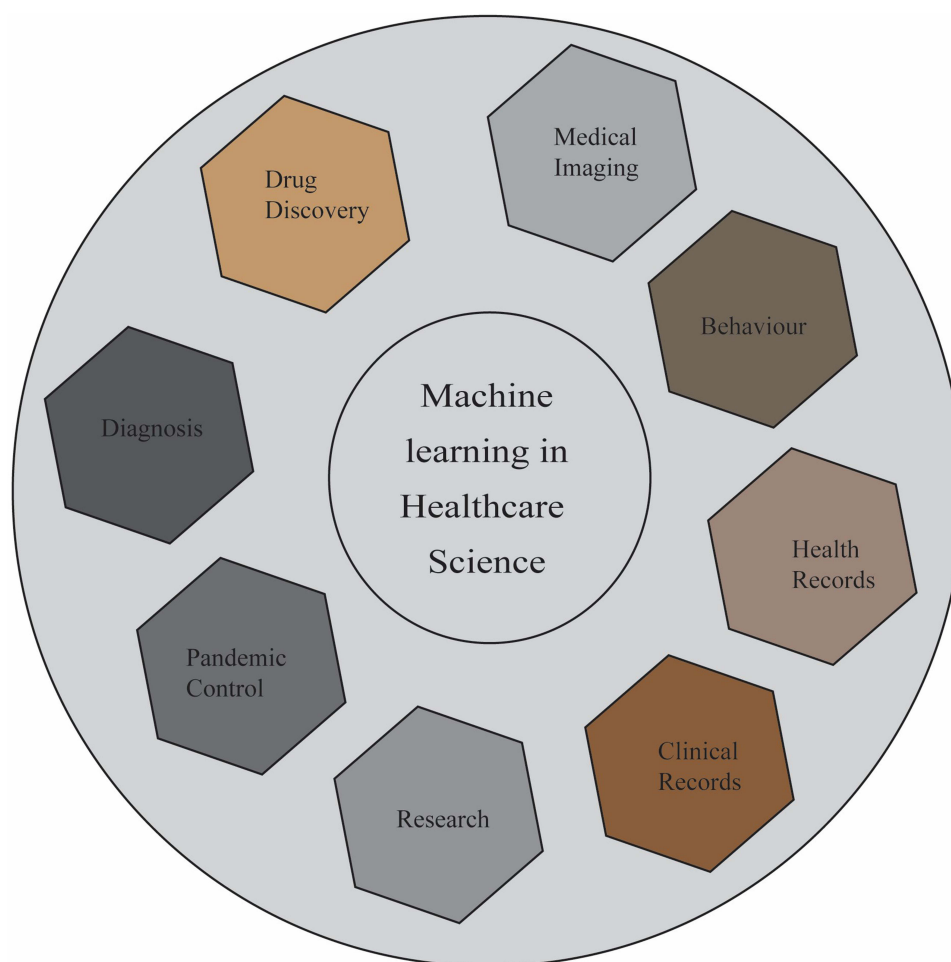 Medical
Imaging
Drug
Discovery
Behaviour
Machine
learning in
Healthcare
Science
Diagnosis
Health
Records
Pandemic
Control
Clinical
Records
Research